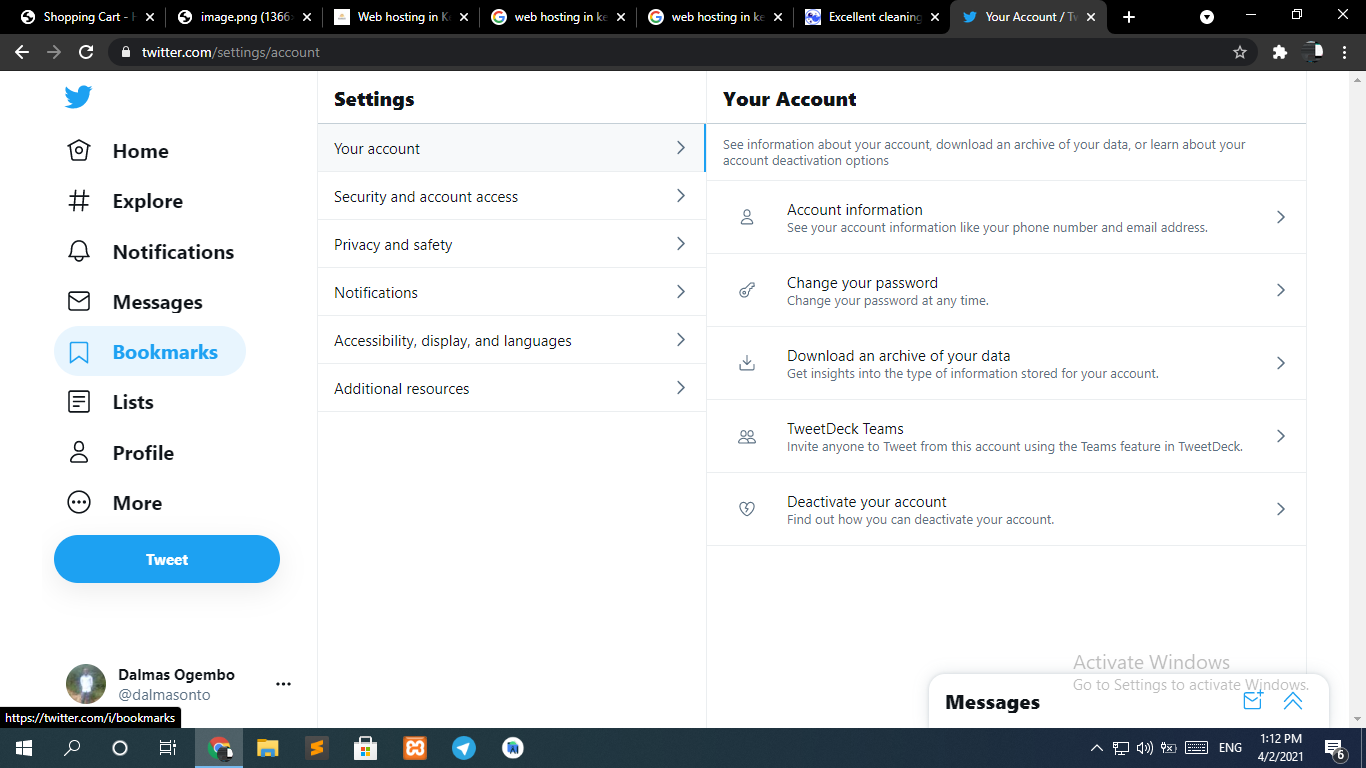 Shopping Cart - H
image.png (1366×
Web hosting in K
web hosting in ke
web hosting in ke
Excellent cleaning
Your Account / Tw
twitter.com/settings/account
Home
Explore
Notifications
Messages
Bookmarks
Lists
Profile
More
Tweet
Dalmas Ogembo
@dalmasonto
https://twitter.com/i/bookmarks
Settings
Your account
Security and account access
Privacy and safety
Notifications
Accessibility, display, and languages
Additional resources
Your Account
See information about your account, download an archive of your data, or learn about your
account deactivation options
Account information
See your account information like your phone number and email address.
Change your password
Change your password at any time.
Download an archive of your data
Get insights into the type of information stored for your account.
TweetDeck Teams
Invite anyone to Tweet from this account using the Teams feature in TweetDeck.
Deactivate your account
Find out how you can deactivate your account.
Activate Windows
Go to Settings to activate Windows.
Messages
ENG
1:12 PM
4/2/2021
6